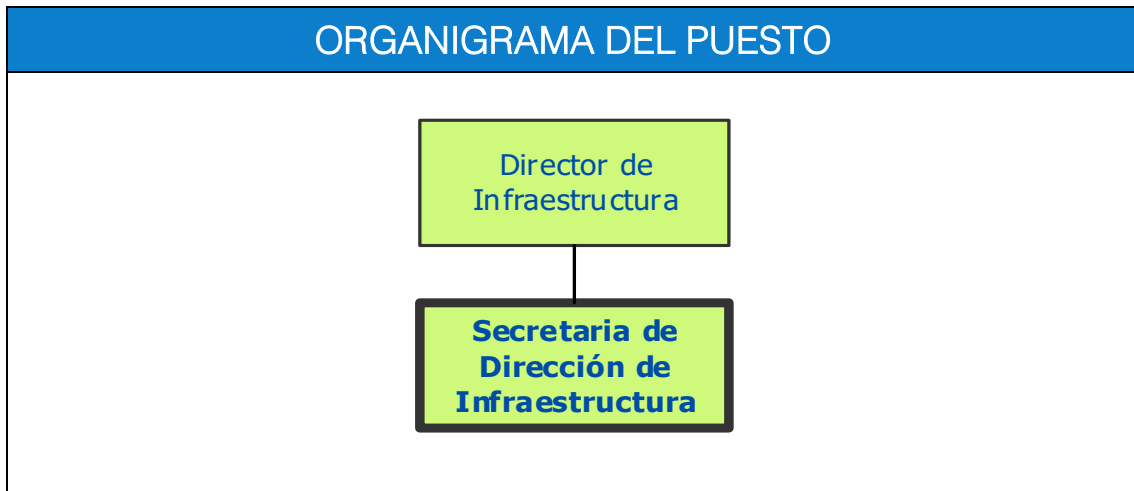 ORGANIGRAMA DEL PUESTO
Director de
Infraestructura
Secretaria de
Dirección de
Infraestructura